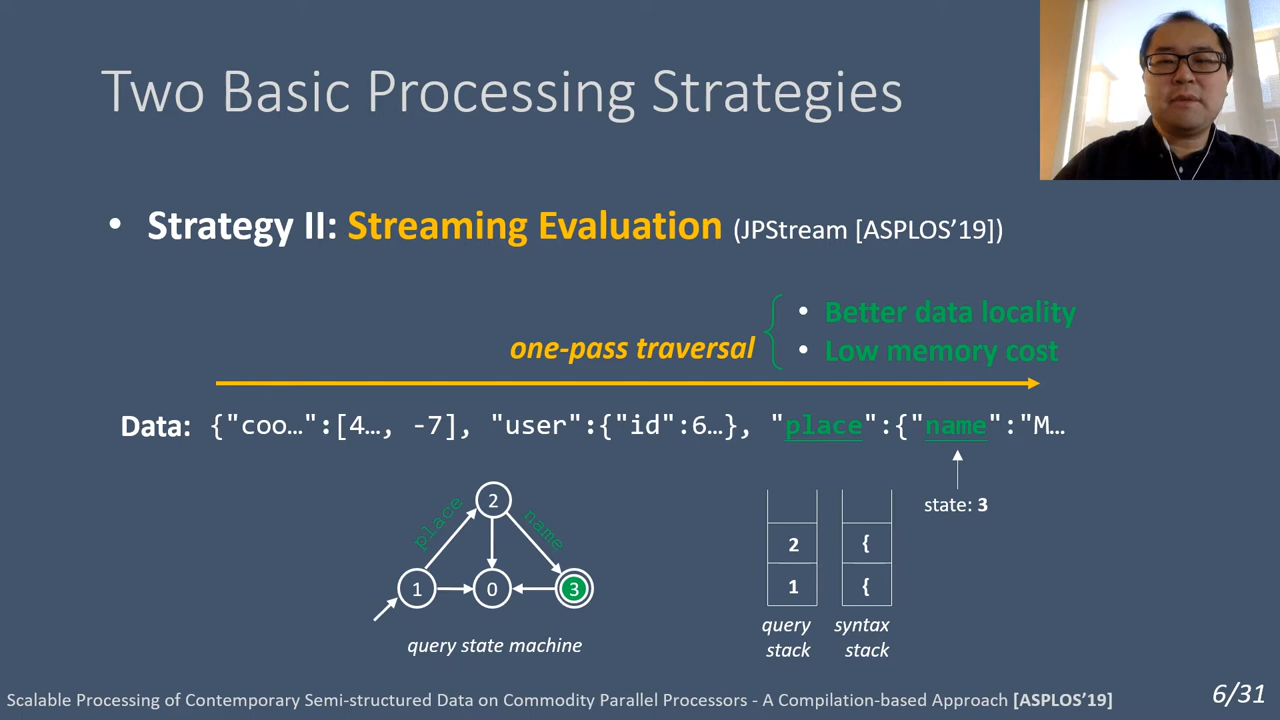 Two Basic Processing Strategies
• Strategy II: Streaming Evaluation (JPStream [ASPLOS’19])
• Better data locality
one-pass traversal
• Low memory cost
Data: {"coo…":[4…, -7], "user":{"id":6…}, "place":{"name":"M…
state: 3
place
name
2
1
0
3
query state machine
2 {
1 {
query syntax
stack stack
Scalable Processing of Contemporary Semi-structured Data on Commodity Parallel Processors - A Compilation-based Approach [ASPLOS’19]
6/31